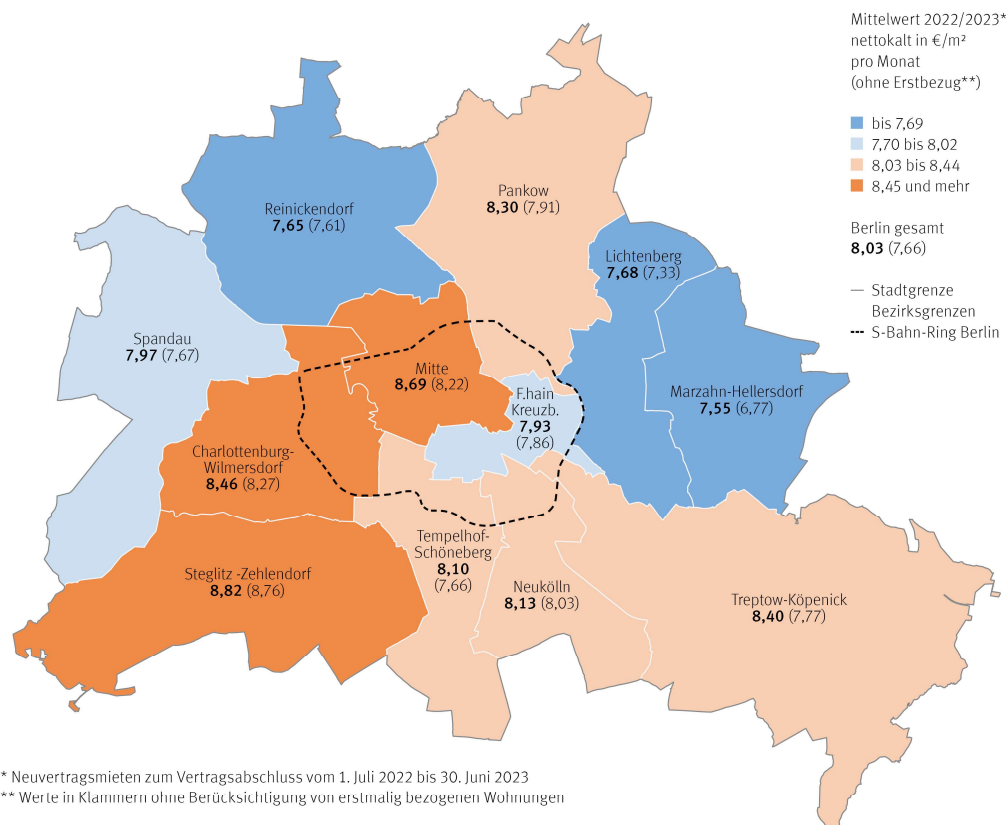 Mittelwert 2022/2023*
nettokalt in €/m²
pro Monat
(ohne Erstbezug**)
bis 7,69
7,70 bis 8,02
8,03 bis 8,44
8,45 und mehr
Berlin gesamt
8,03 (7,66)
Stadtgrenze
Bezirksgrenzen
S-Bahn-Ring Berlin
Pankow
8,30 (7,91)
Reinickendorf
7,65 (7,61)
Lichtenberg
7,68 (7,33)
Spandau
7,97 (7,67)
Mitte
8,69 (8,22)
F.hain
Kreuzb.
7,93
(7,86)
Marzahn-Hellersdorf
7,55 (6,77)
Charlottenburg-
Wilmersdorf
8,46 (8,27)
Tempelhof-
Schöneberg
8,10
(7,66)
Steglitz -Zehlendorf
8,82 (8,76)
Neukölln
8,13 (8,03)
Treptow-Köpenick
8,40 (7,77)
* Neuvertragsmieten zum Vertragsabschluss vom 1. Juli 2022 bis 30. Juni 2023
** Werte in Klammern ohne Berücksichtigung von erstmalig bezogenen Wohnungen